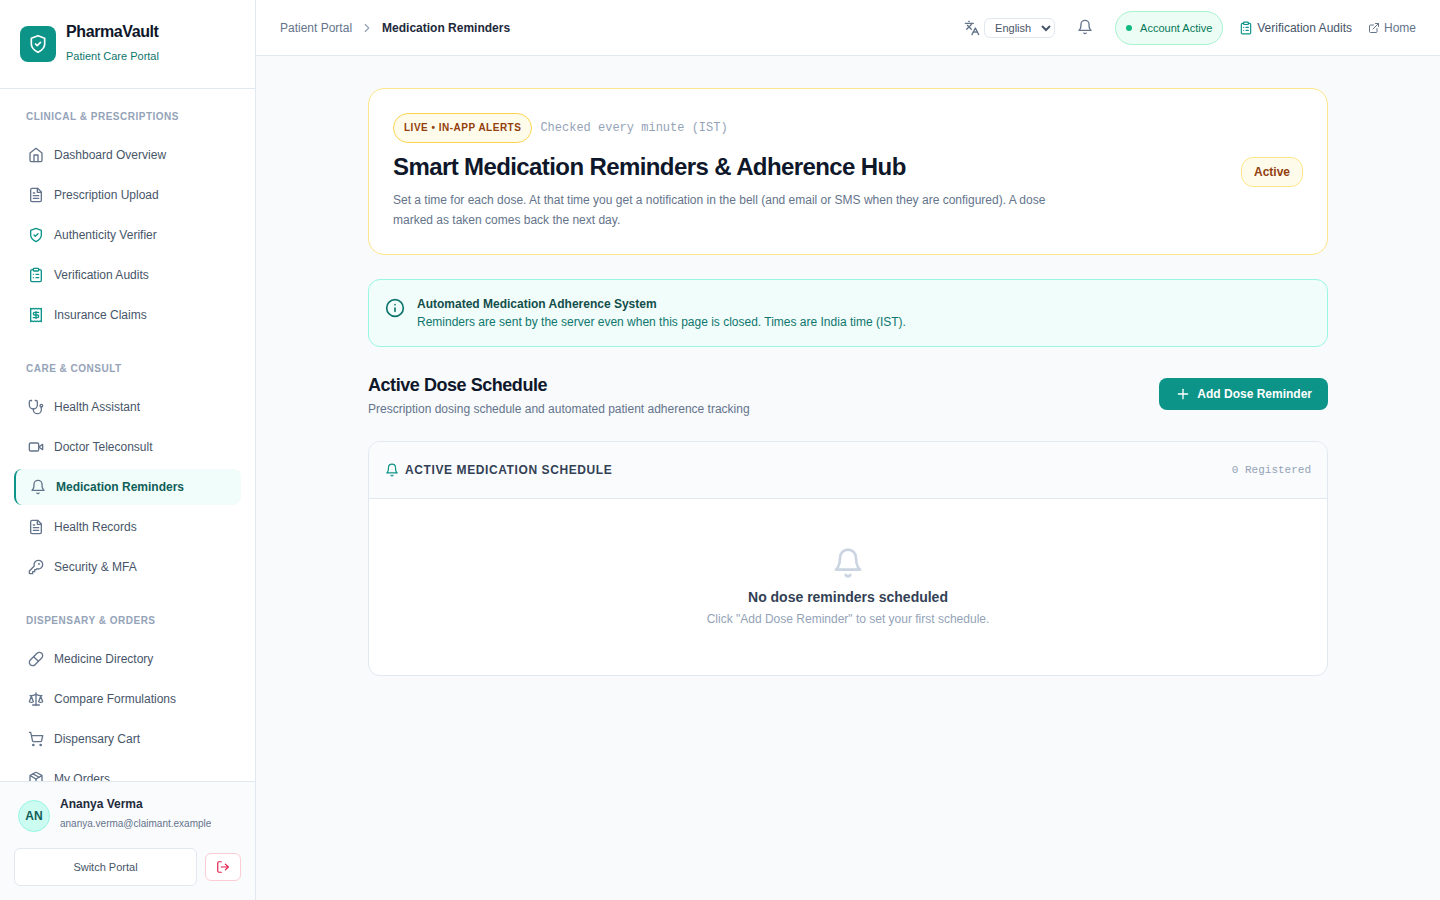 PharmaVault
Patient Care Portal
CLINICAL & PRESCRIPTIONS
Dashboard Overview
Prescription Upload
Authenticity Verifier
Verification Audits
Insurance Claims
CARE & CONSULT
Health Assistant
Doctor Teleconsult
Medication Reminders
Health Records
Security & MFA
DISPENSARY & ORDERS
Medicine Directory
Compare Formulations
Dispensary Cart
My Orders
AN
Ananya Verma
ananya.verma@claimant.example
Switch Portal
Patient Portal
Medication Reminders
English
Account Active
Verification Audits
Home
LIVE • IN-APP ALERTS
Checked every minute (IST)
Smart Medication Reminders & Adherence Hub
Set a time for each dose. At that time you get a notification in the bell (and email or SMS when they are configured). A dose
marked as taken comes back the next day.
Active
Automated Medication Adherence System
Reminders are sent by the server even when this page is closed. Times are India time (IST).
Active Dose Schedule
Prescription dosing schedule and automated patient adherence tracking
Add Dose Reminder
ACTIVE MEDICATION SCHEDULE
0 Registered
No dose reminders scheduled
Click "Add Dose Reminder" to set your first schedule.